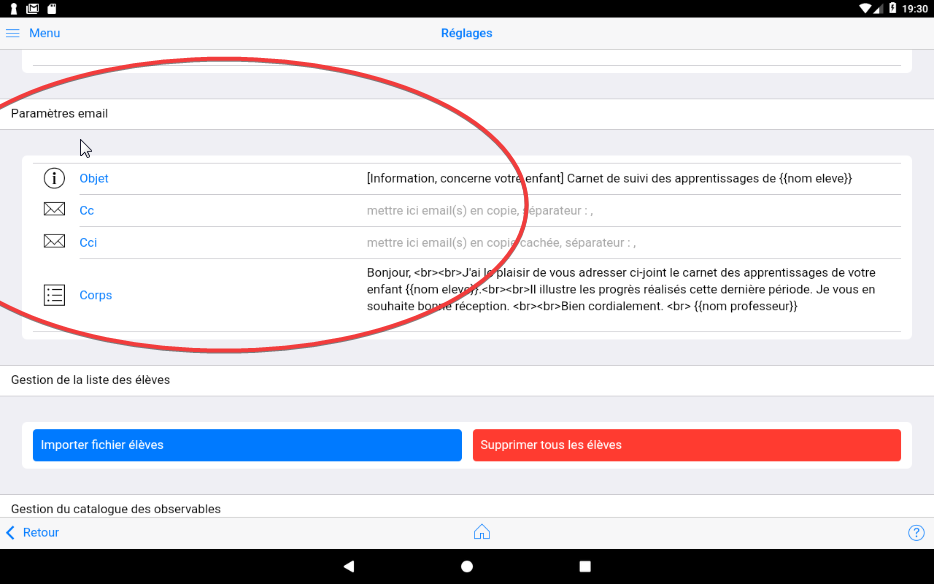 19:30
Menu
Réglages
Paramètres email
Objet
[Information, concerne votre enfant] Carnet de suivi des apprentissages de {{nom eleve}}
Cc
mettre ici email(s) en copie, séparateur : ,
Cci
mettre ici email(s) en copie cachée, séparateur : ,
Corps
Bonjour, <br><br>J'ai le plaisir de vous adresser ci-joint le carnet des apprentissages de votre
enfant {{nom eleve}}.<br><br>Il illustre les progrès réalisés cette dernière période. Je vous en
souhaite bonne réception. <br><br>Bien cordialement. <br> {{nom professeur}}
Gestion de la liste des élèves
Importer fichier élèves
Supprimer tous les élèves
Gestion du catalogue des observables
Retour